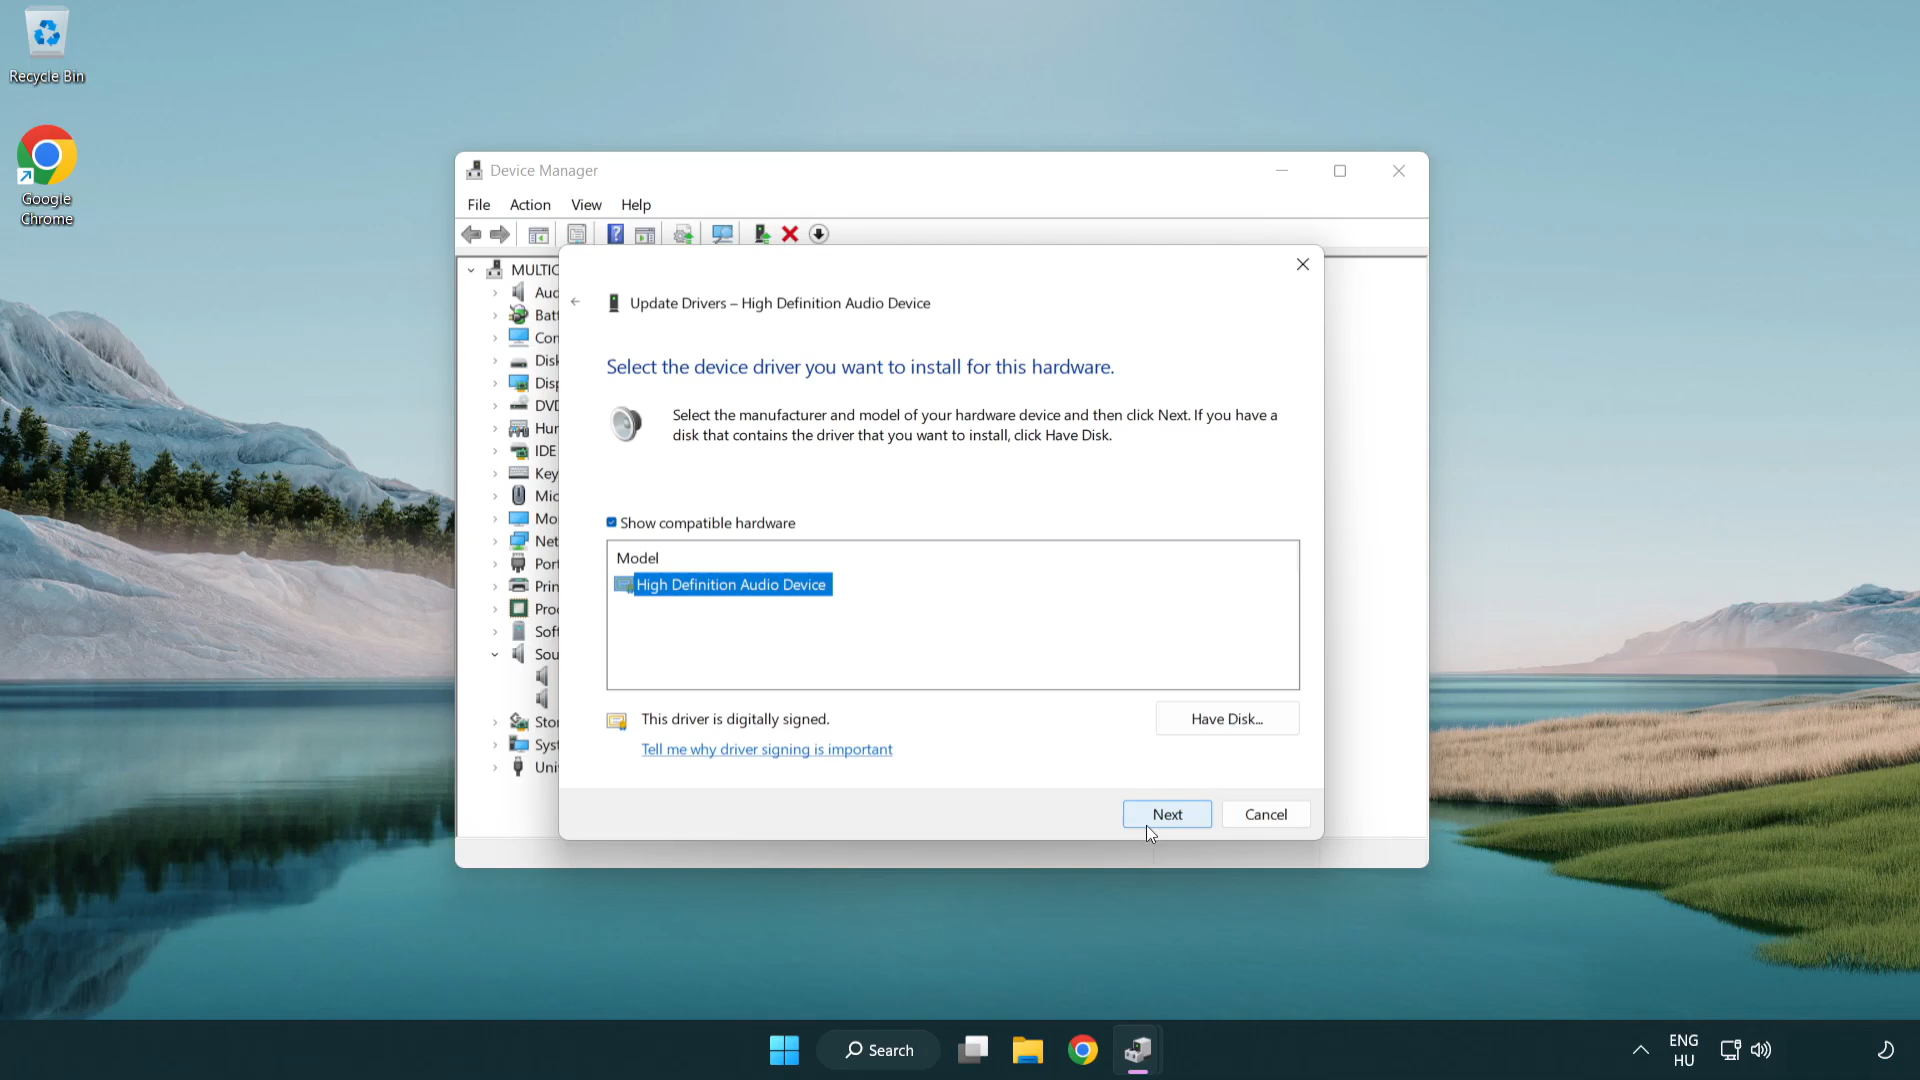 Recycle Bin
Google
Chrome
Device Manager
File Action View Help
Update Drivers – High Definition Audio Device
Select the device driver you want to install for this hardware.
Select the manufacturer and model of your hardware device and then click Next. If you have a
disk that contains the driver that you want to install, click Have Disk.
Show compatible hardware
Model
High Definition Audio Device
This driver is digitally signed.
Have Disk...
Tell me why driver signing is important
Next
Cancel
MULTIC
Aud
Batt
Con
Disk
Disp
DVD
Hum
IDE
Key
Mic
Mo
Net
Port
Prin
Proc
Soft
Sou
Stor
Syst
Uni
Search
ENG
HU